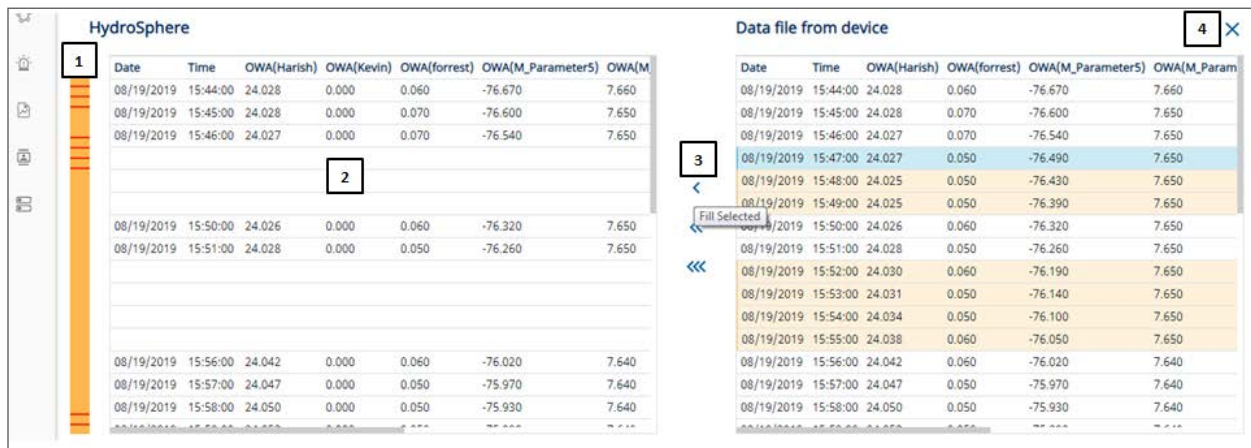 HydroSphere
Data file from device
4
1
Date Time OWA(Harish) OWA(Kevin) OWA(forrest) OWA(M_Parameter5) OWA(M
08/19/2019 15:44:00 24.028 0.000 0.060 -76.670 7.660
08/19/2019 15:45:00 24.028 0.000 0.070 -76.600 7.650
08/19/2019 15:46:00 24.027 0.000 0.070 -76.540 7.650
2
08/19/2019 15:50:00 24.026 0.000 0.060 -76.320 7.650
08/19/2019 15:51:00 24.028 0.000 0.050 -76.260 7.650
08/19/2019 15:56:00 24.042 0.000 0.060 -76.020 7.640
08/19/2019 15:57:00 24.047 0.000 0.050 -75.970 7.640
08/19/2019 15:58:00 24.050 0.000 0.050 -75.930 7.640
3
Fill Selected
Date Time OWA(Harish) OWA(forrest) OWA(M_Parameter5) OWA(M_Param
08/19/2019 15:44:00 24.028 0.060 -76.670 7.660
08/19/2019 15:45:00 24.028 0.070 -76.600 7.650
08/19/2019 15:46:00 24.027 0.070 -76.540 7.650
08/19/2019 15:47:00 24.027 0.050 -76.490 7.650
08/19/2019 15:48:00 24.025 0.050 -76.430 7.650
08/19/2019 15:49:00 24.025 0.050 -76.390 7.650
08/19/2019 15:50:00 24.026 0.060 -76.320 7.650
08/19/2019 15:51:00 24.028 0.050 -76.260 7.650
08/19/2019 15:52:00 24.030 0.060 -76.190 7.650
08/19/2019 15:53:00 24.031 0.050 -76.140 7.650
08/19/2019 15:54:00 24.034 0.050 -76.100 7.650
08/19/2019 15:55:00 24.038 0.060 -76.050 7.650
08/19/2019 15:56:00 24.042 0.060 -76.020 7.640
08/19/2019 15:57:00 24.047 0.050 -75.970 7.640
08/19/2019 15:58:00 24.050 0.050 -75.930 7.640